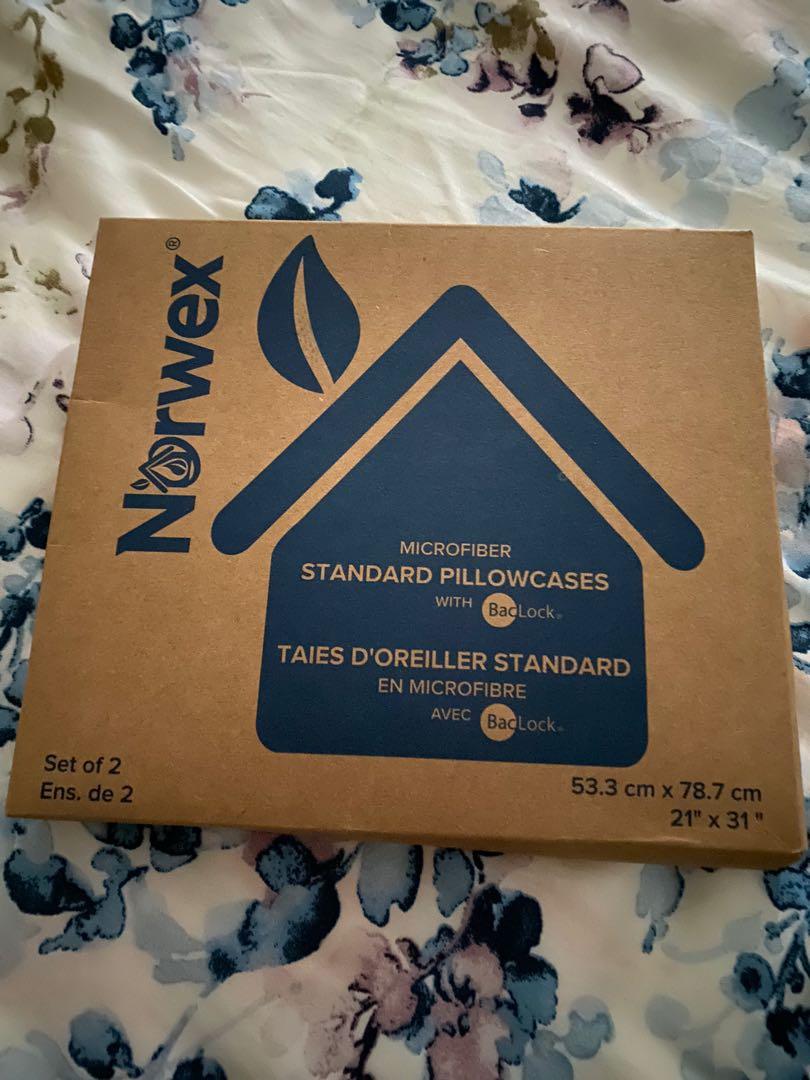 Norwex®
MICROFIBER
STANDARD PILLOWCASES
WITH BacLock®
TAIES D'OREILLER STANDARD
EN MICROFIBRE
AVEC BacLock®
Set of 2
Ens. de 2
53.3 cm x 78.7 cm
21" x 31 "